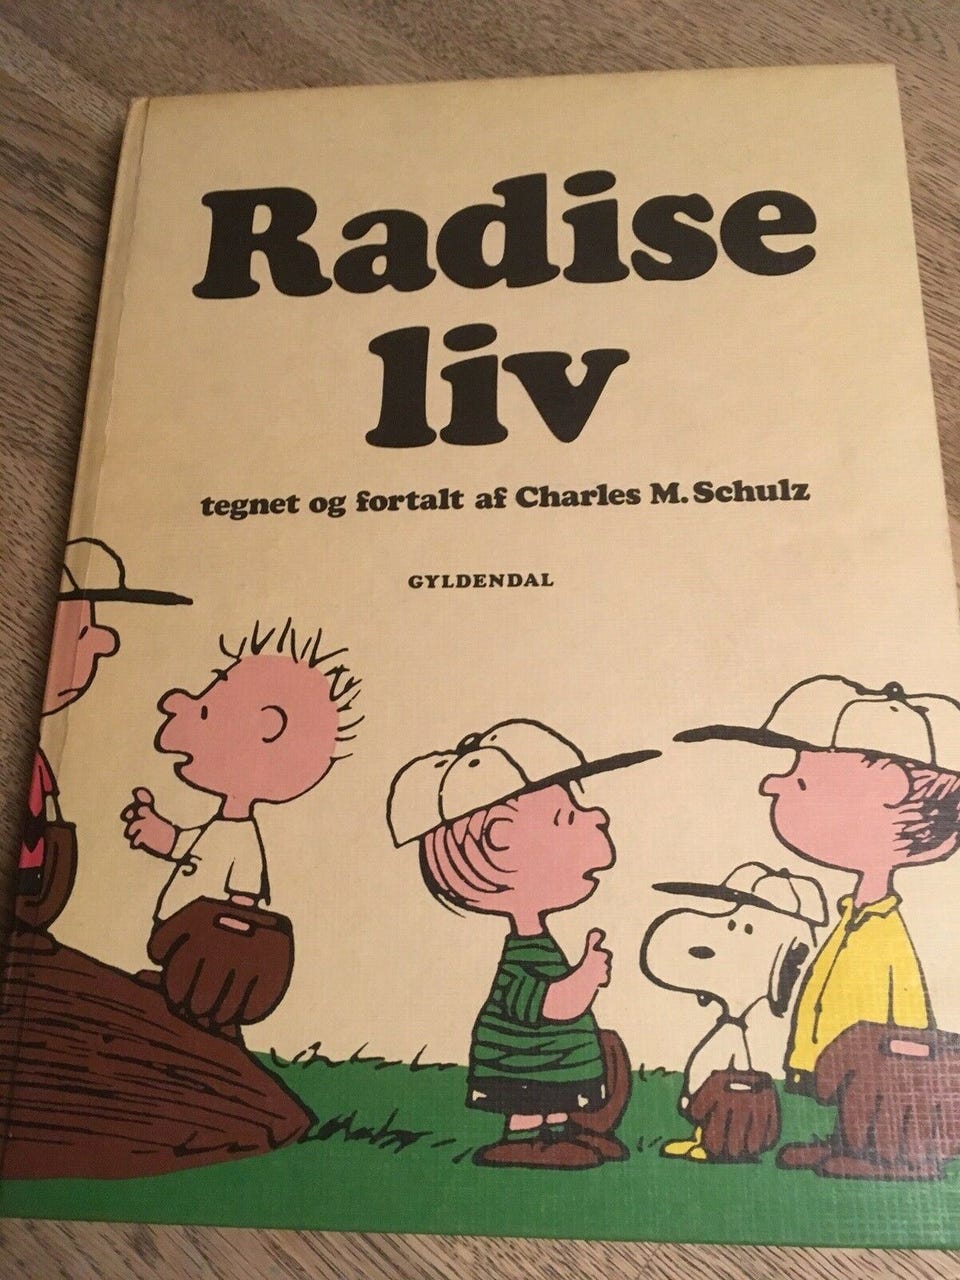 Radise
liv
tegnet og fortalt af Charles M. Schulz
GYLDENDAL